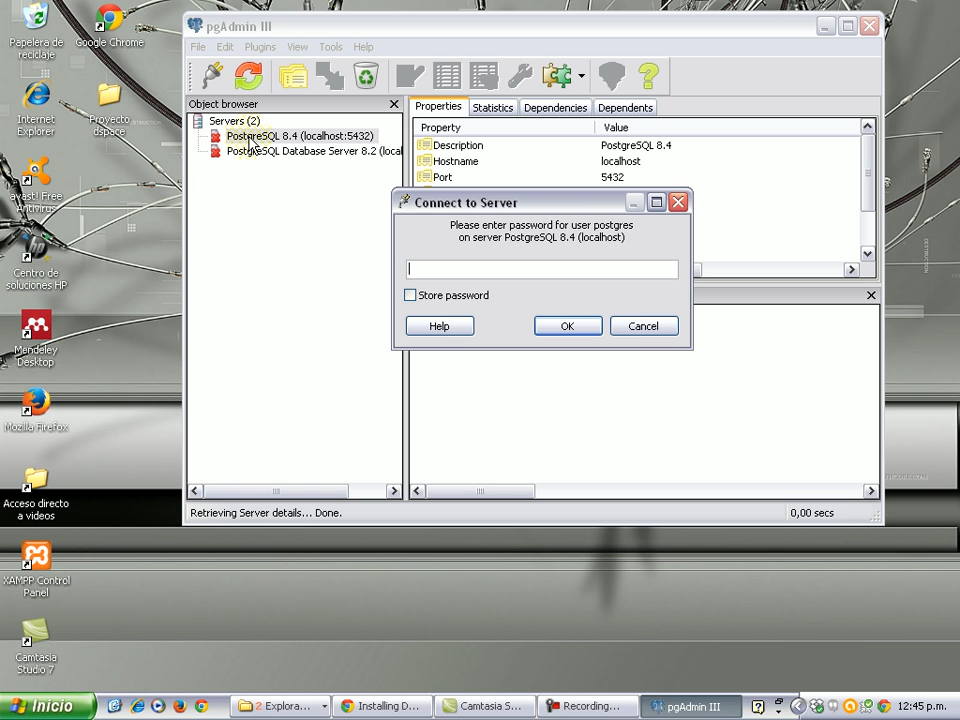 Papelera de
reciclaje
Google Chrome
Internet
Explorer
Proyecto
dspace
avast! Free
Antivirus
Centro de
soluciones HP
Mendeley
Desktop
Mozilla Firefox
Acceso directo
a videos
XAMPP Control
Panel
Camtasia
Studio 7
pgAdmin III
File Edit Plugins View Tools Help
Object browser
Servers (2)
PostgreSQL 8.4 (localhost:5432)
PostgreSQL Database Server 8.2 (local
Properties Statistics Dependencies Dependents
Property Value
Description PostgreSQL 8.4
Hostname localhost
Port 5432
Connect to Server
Please enter password for user postgres
on server PostgreSQL 8.4 (localhost)
Store password
Help OK Cancel
Retrieving Server details... Done. 0,00 secs
Inicio 2 Explora... Installing D... Camtasia S... Recording... pgAdmin III 12:45 p.m.